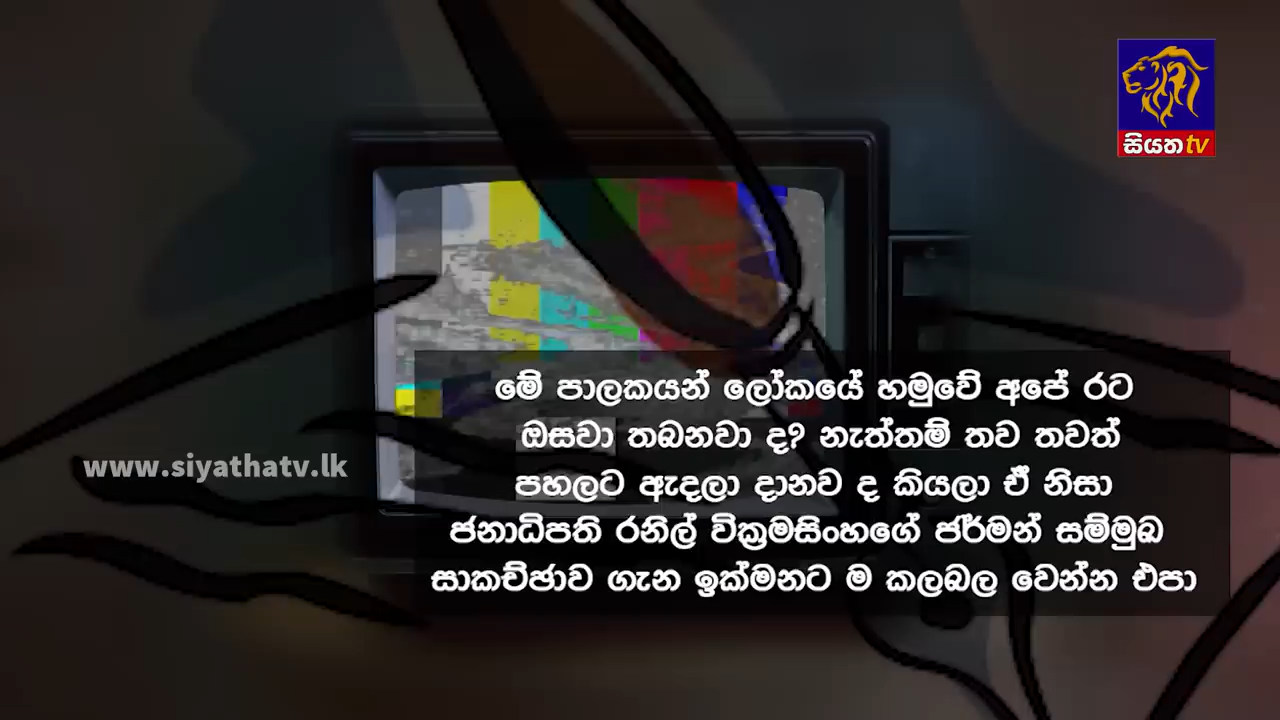 සියත tv
මේ පාලකයන් ලෝකයේ හමුවේ අපේ රට
ඔසවා තබනවා ද? නැත්තම් තව තවත්
පහලට ඇදලා දානව ද කියලා ඒ නිසා
ජනාධිපති රනිල් වික්‍රමසිංහගේ ජර්මන් සම්මුඛ
සාකච්ඡාව ගැන ඉක්මනට ම කලබල වෙන්න එපා
www.siyathatv.lk